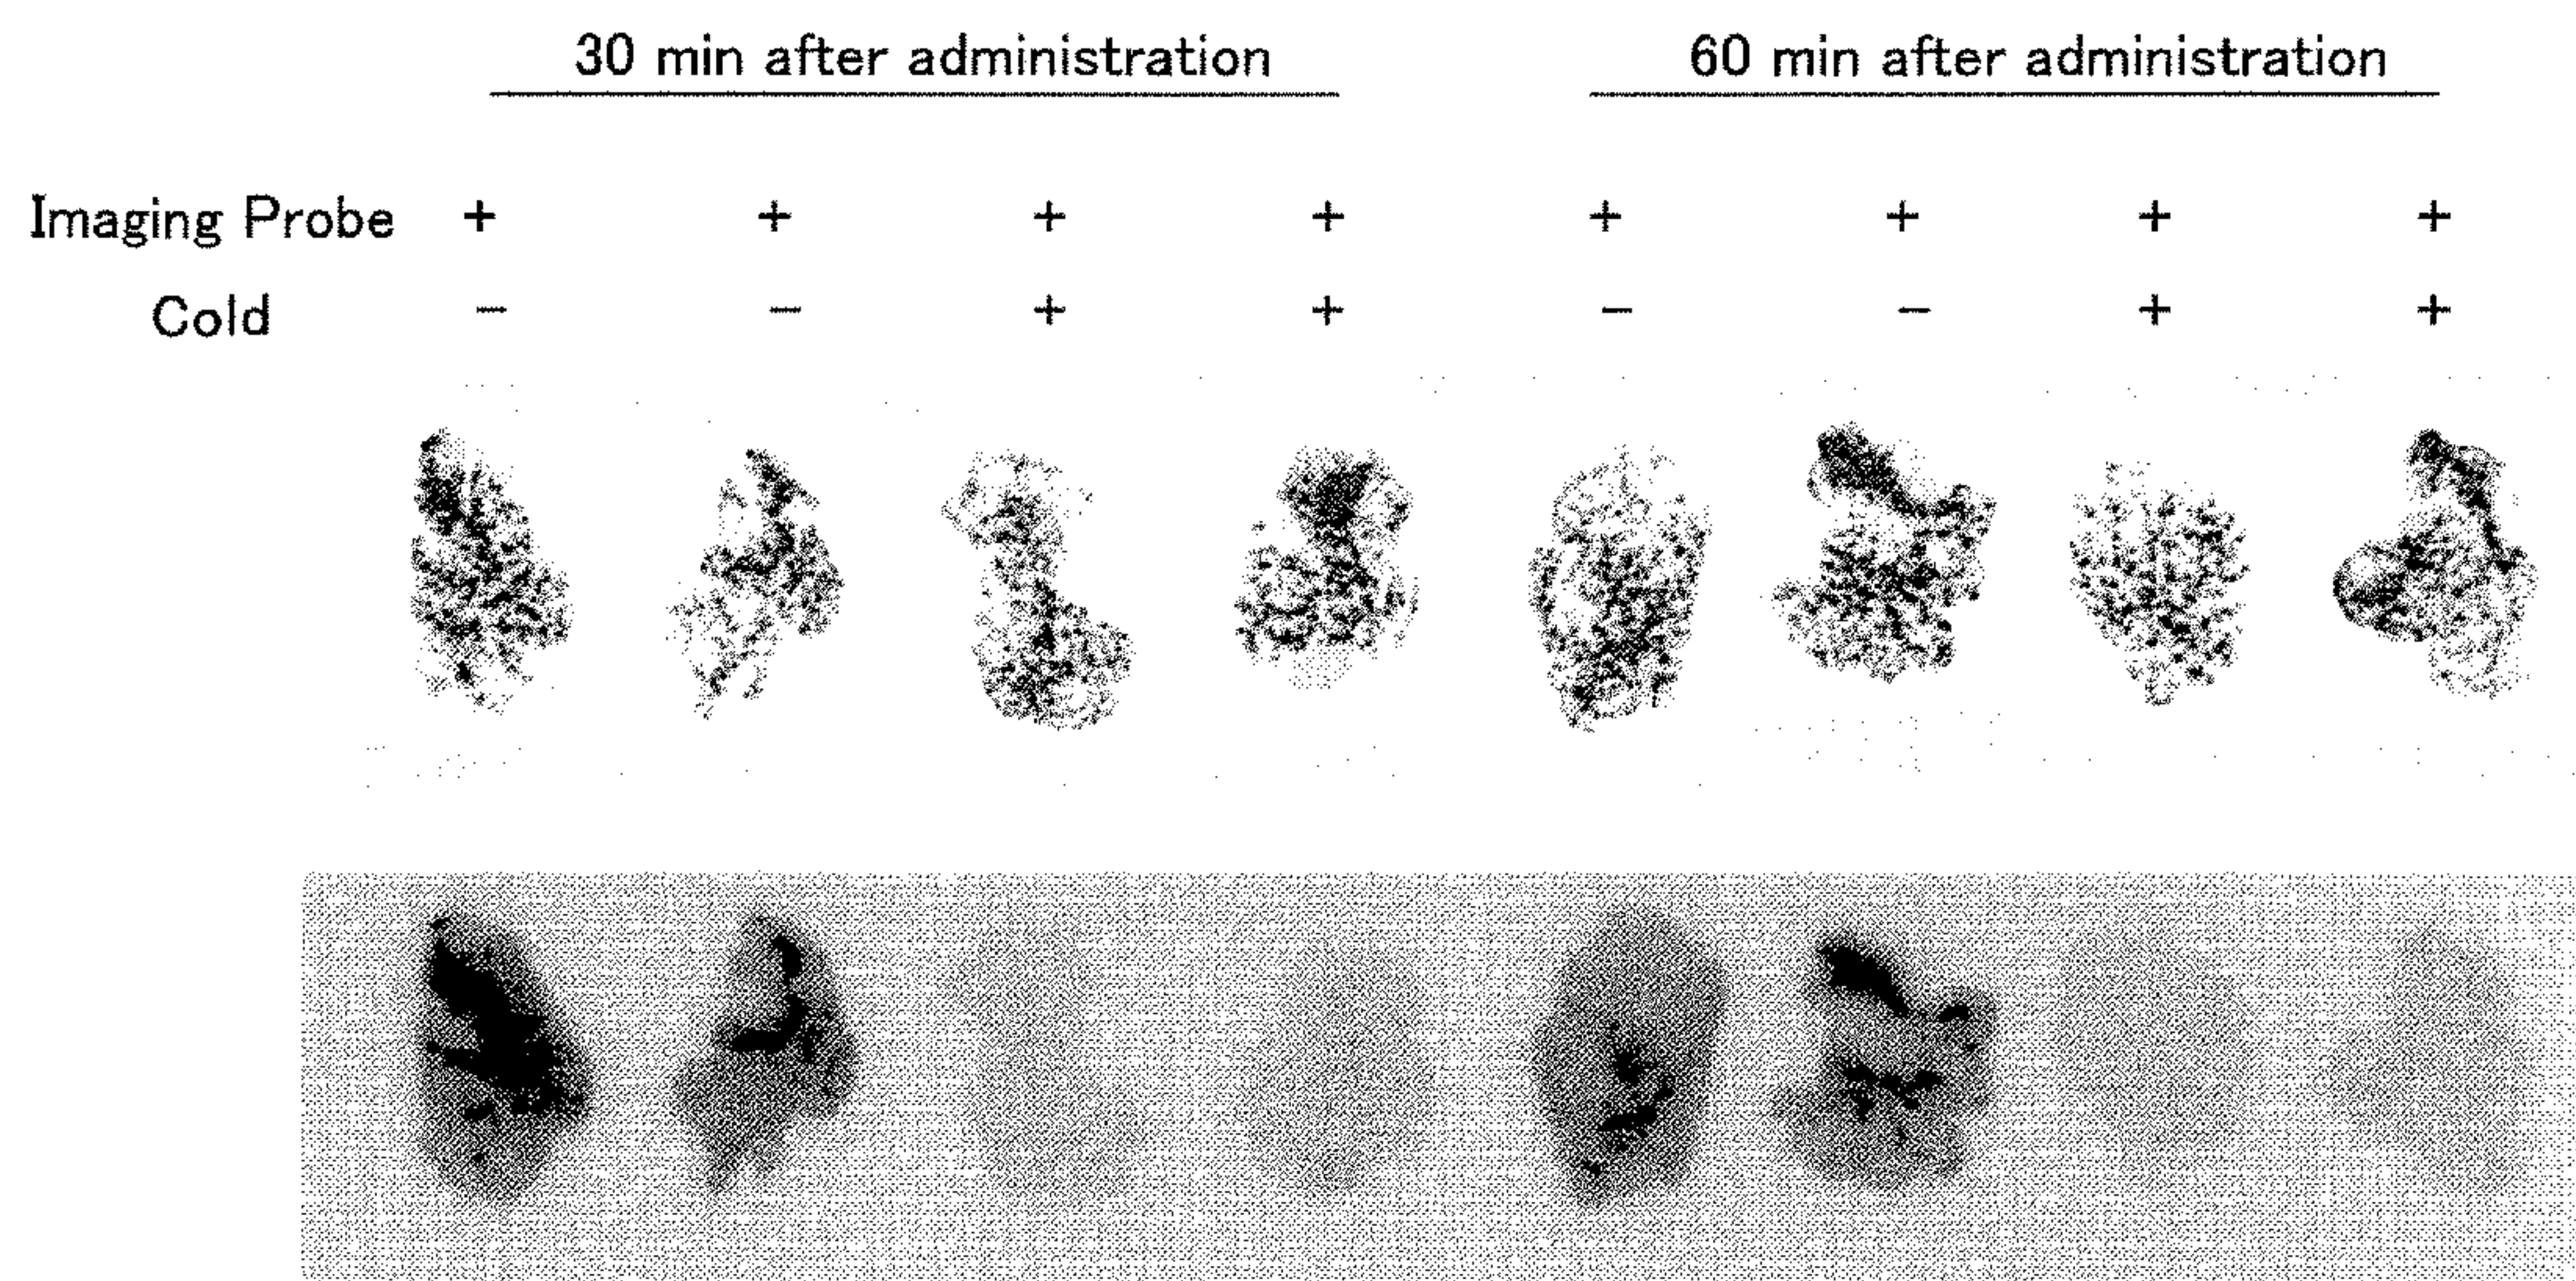 30 min after administration 60 min after administration
Imaging Probe + + + + + + + +
Cold − − + + − − + +